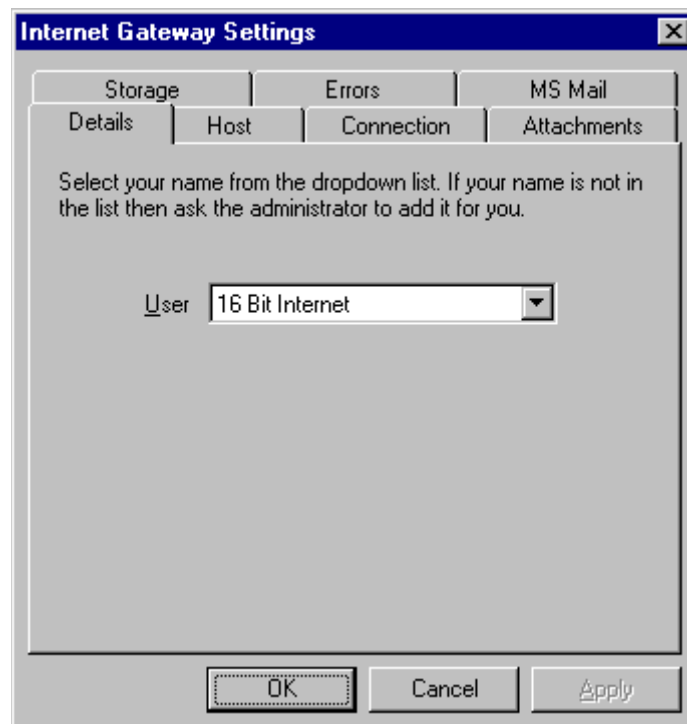 Internet Gateway Settings
Storage
Errors
MS Mail
Details
Host
Connection
Attachments
Select your name from the dropdown list. If your name is not in
the list then ask the administrator to add it for you.
User
16 Bit Internet
OK
Cancel
Apply